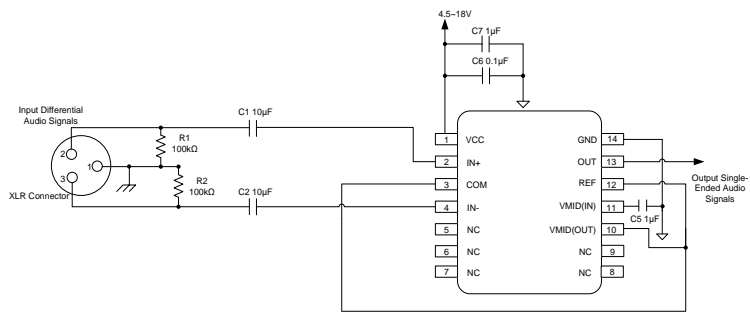 4.5~18V
C7 1µF
C6 0.1µF
Input Differential
Audio Signals
C1 10µF
R1
100kΩ
2
1
3
R2
100kΩ
XLR Connector
C2 10µF
1 VCC GND 14
2 IN+ OUT 13
3 COM REF 12
4 IN- VMID(IN) 11
C5 1µF
5 NC VMID(OUT) 10
6 NC NC 9
7 NC NC 8
Output Single-
Ended Audio
Signals